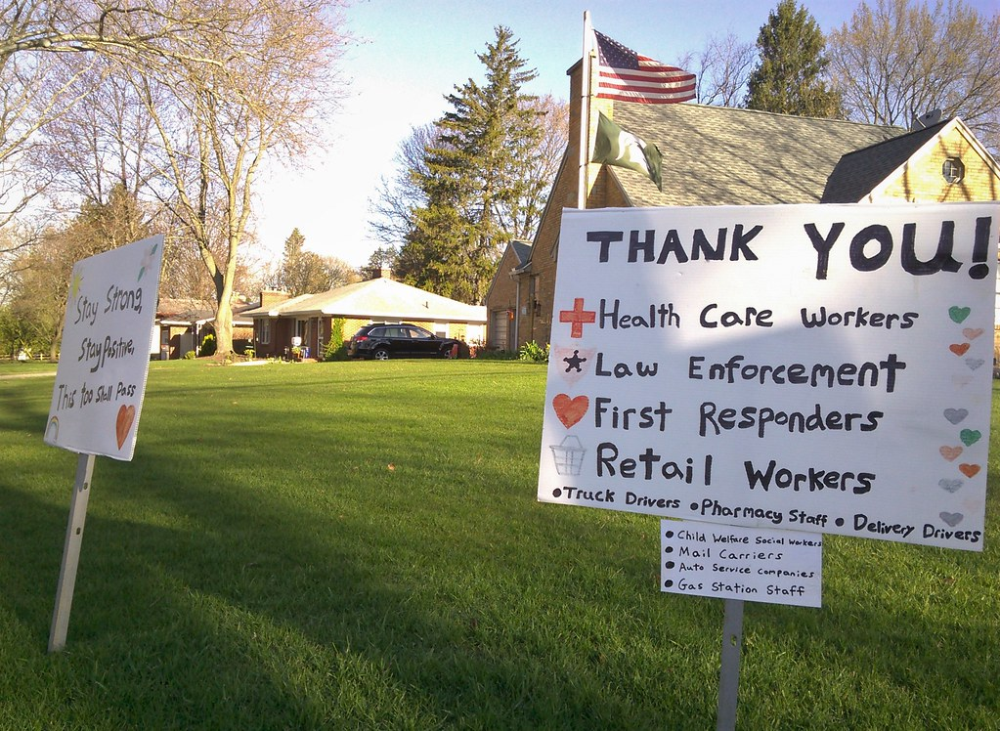 Stay Strong,
Stay Positive,
This too Shall Pass
THANK YOU!
Health Care Workers
Law Enforcement
First Responders
Retail Workers
• Truck Drivers • Pharmacy Staff • Delivery Drivers
• Child Welfare Social Workers
• Mail Carriers
• Auto Service Companies
• Gas Station Staff